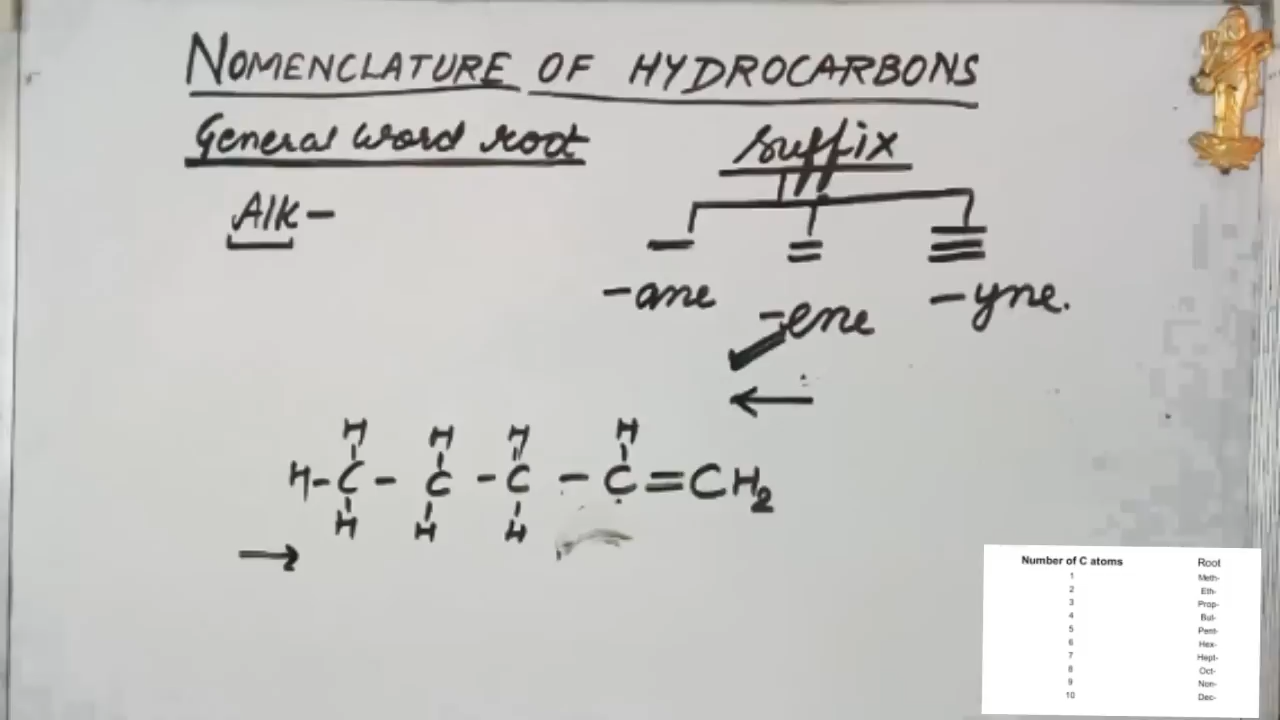 NOMENCLATURE OF HYDROCARBONS
General word root
suffix
Alk-
- = ≡
-ane
-ene
-yne.
H H H H
H-C- C -C -C=CH2
H H H
Number of C atoms Root
1 Meth-
2 Eth-
3 Prop-
4 But-
5 Pent-
6 Hex-
7 Hept-
8 Oct-
9 Non-
10 Dec-